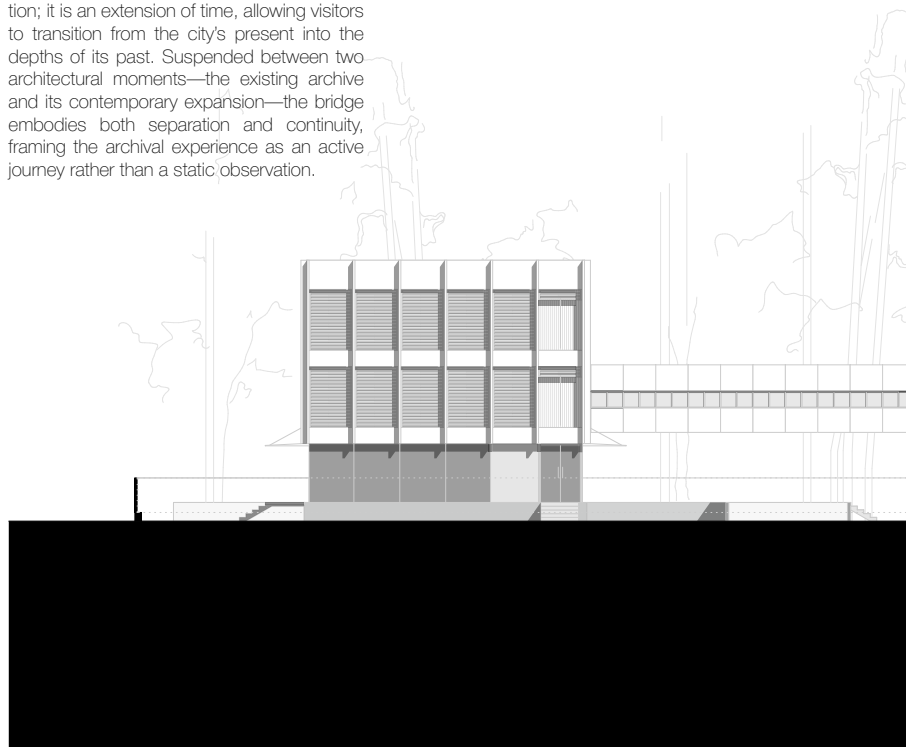 tion; it is an extension of time, allowing visitors
to transition from the city’s present into the
depths of its past. Suspended between two
architectural moments—the existing archive
and its contemporary expansion—the bridge
embodies both separation and continuity,
framing the archival experience as an active
journey rather than a static observation.